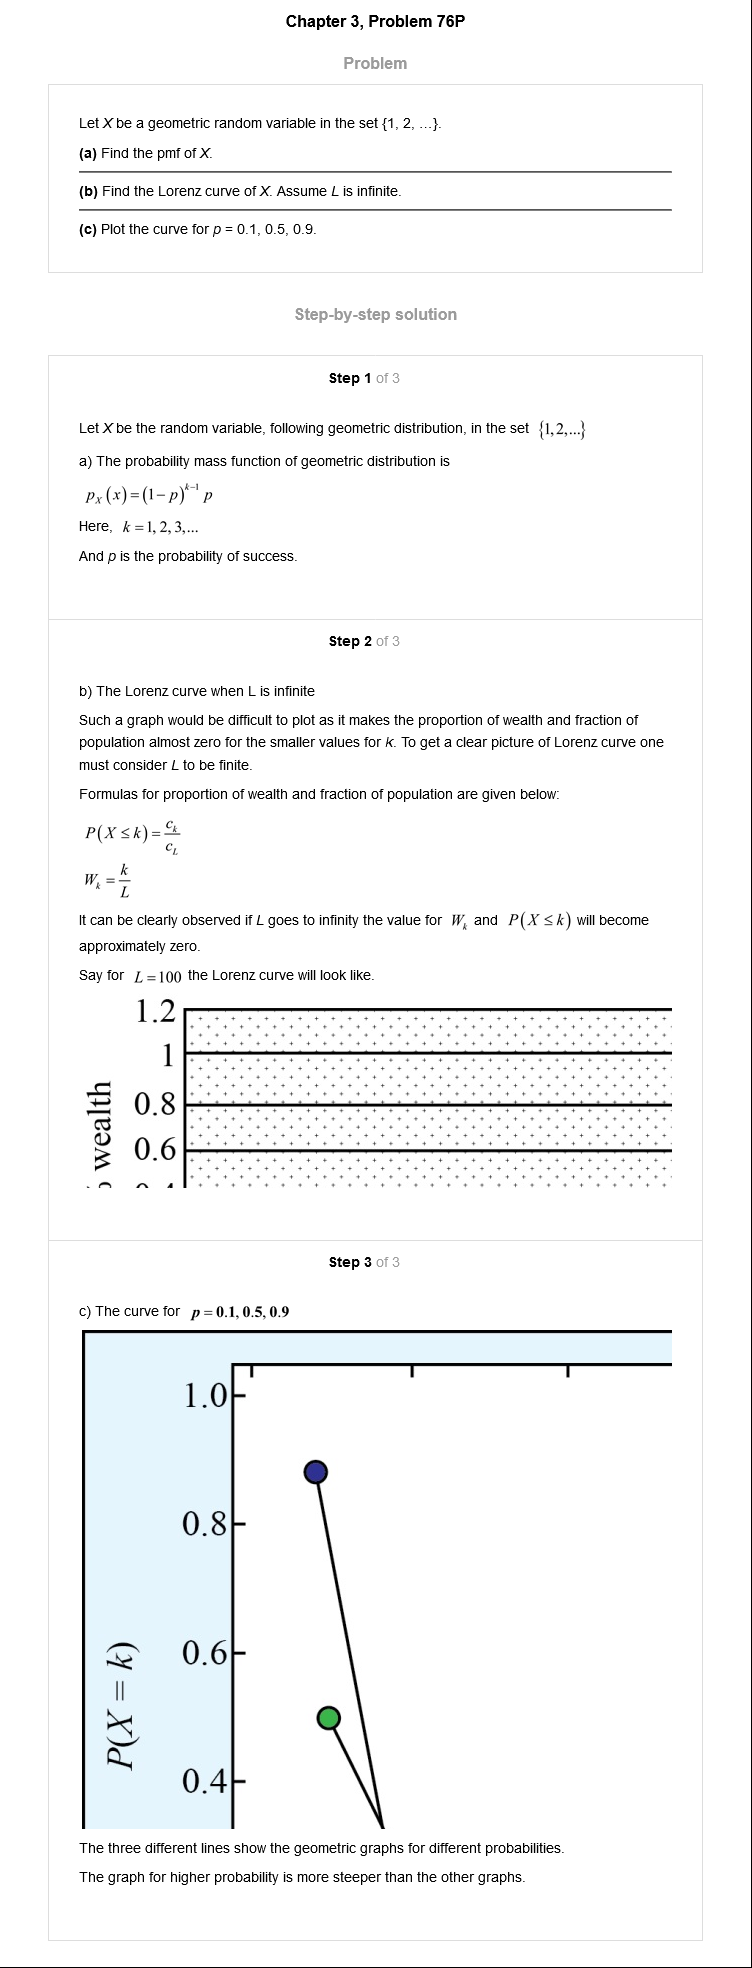 Chapter 3, Problem 76P
Problem
Let X be a geometric random variable in the set {1, 2, …}.
(a) Find the pmf of X.
(b) Find the Lorenz curve of X. Assume L is infinite.
(c) Plot the curve for p = 0.1, 0.5, 0.9.
Step-by-step solution
Step 1 of 3
Let X be the random variable, following geometric distribution, in the set {1,2,...}
a) The probability mass function of geometric distribution is
p_X(x)=(1−p)^{k−1} p
Here, k=1,2,3,...
And p is the probability of success.
Step 2 of 3
b) The Lorenz curve when L is infinite
Such a graph would be difficult to plot as it makes the proportion of wealth and fraction of
population almost zero for the smaller values for k. To get a clear picture of Lorenz curve one
must consider L to be finite.
Formulas for proportion of wealth and fraction of population are given below:
P(X ≤ k) = c_k / c_L
W_k = k / L
It can be clearly observed if L goes to infinity the value for W_k and P(X ≤ k) will become
approximately zero.
Say for L=100 the Lorenz curve will look like.
1.2
1
0.8
0.6
wealth
Step 3 of 3
c) The curve for p = 0.1, 0.5, 0.9
1.0
0.8
0.6
0.4
P(X = k)
The three different lines show the geometric graphs for different probabilities.
The graph for higher probability is more steeper than the other graphs.